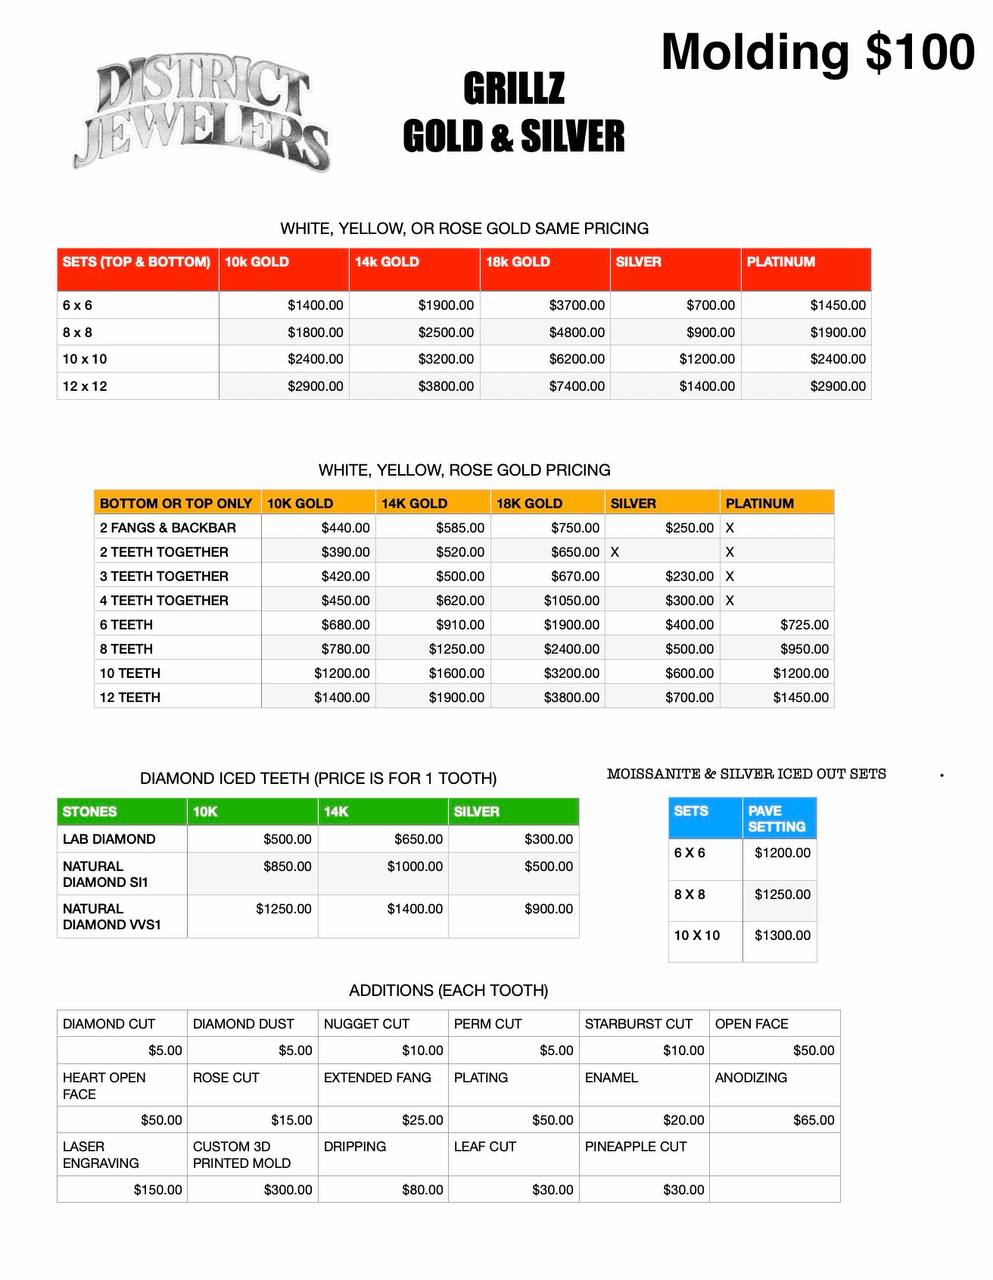 Molding $100
DISTRICT
JEWELERS
GRILLZ
GOLD & SILVER
WHITE, YELLOW, OR ROSE GOLD SAME PRICING
SETS (TOP & BOTTOM) 10k GOLD 14k GOLD 18k GOLD SILVER PLATINUM
6 x 6 $1400.00 $1900.00 $3700.00 $700.00 $1450.00
8 x 8 $1800.00 $2500.00 $4800.00 $900.00 $1900.00
10 x 10 $2400.00 $3200.00 $6200.00 $1200.00 $2400.00
12 x 12 $2900.00 $3800.00 $7400.00 $1400.00 $2900.00
WHITE, YELLOW, ROSE GOLD PRICING
BOTTOM OR TOP ONLY 10K GOLD 14K GOLD 18K GOLD SILVER PLATINUM
2 FANGS & BACKBAR $440.00 $585.00 $750.00 $250.00 X
2 TEETH TOGETHER $390.00 $520.00 $650.00 X X
3 TEETH TOGETHER $420.00 $500.00 $670.00 $230.00 X
4 TEETH TOGETHER $450.00 $620.00 $1050.00 $300.00 X
6 TEETH $680.00 $910.00 $1900.00 $400.00 $725.00
8 TEETH $780.00 $1250.00 $2400.00 $500.00 $950.00
10 TEETH $1200.00 $1600.00 $3200.00 $600.00 $1200.00
12 TEETH $1400.00 $1900.00 $3800.00 $700.00 $1450.00
DIAMOND ICED TEETH (PRICE IS FOR 1 TOOTH)
STONES 10K 14K SILVER
LAB DIAMOND $500.00 $650.00 $300.00
NATURAL $850.00 $1000.00 $500.00
DIAMOND SI1
NATURAL $1250.00 $1400.00 $900.00
DIAMOND VVS1
MOISSANITE & SILVER ICED OUT SETS .
SETS PAVE
SETTING
6 X 6 $1200.00
8 X 8 $1250.00
10 X 10 $1300.00
ADDITIONS (EACH TOOTH)
DIAMOND CUT DIAMOND DUST NUGGET CUT PERM CUT STARBURST CUT OPEN FACE
$5.00 $5.00 $10.00 $5.00 $10.00 $50.00
HEART OPEN ROSE CUT EXTENDED FANG PLATING ENAMEL ANODIZING
FACE
$50.00 $15.00 $25.00 $50.00 $20.00 $65.00
LASER CUSTOM 3D DRIPPING LEAF CUT PINEAPPLE CUT
ENGRAVING PRINTED MOLD
$150.00 $300.00 $80.00 $30.00 $30.00